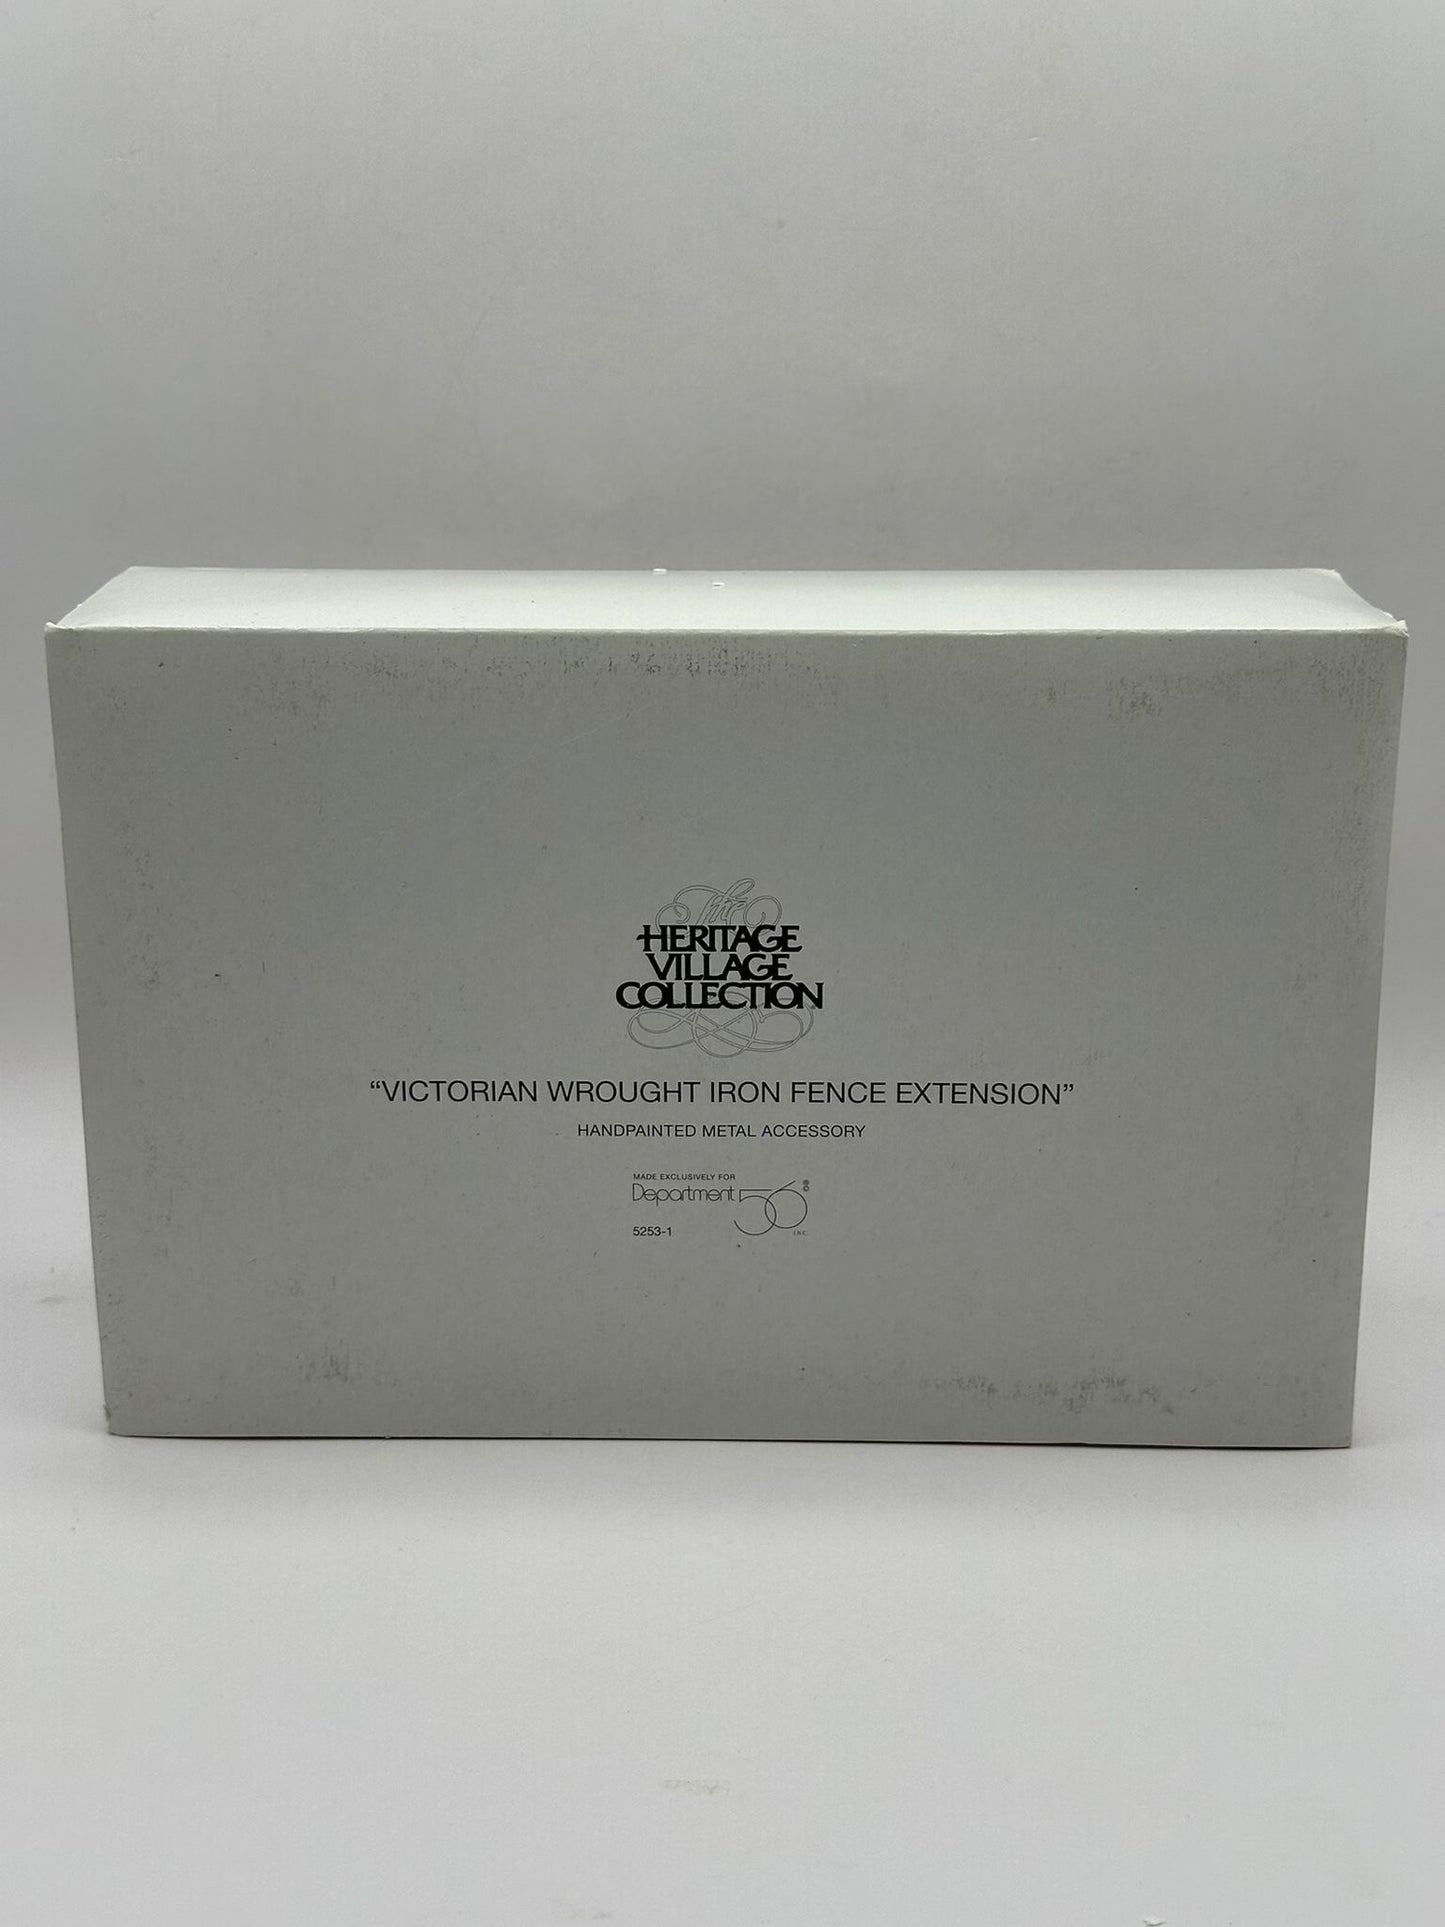 The
HERITAGE
VILLAGE
COLLECTION
“VICTORIAN WROUGHT IRON FENCE EXTENSION”
HANDPAINTED METAL ACCESSORY
MADE EXCLUSIVELY FOR
Department 56
INC.
5253-1